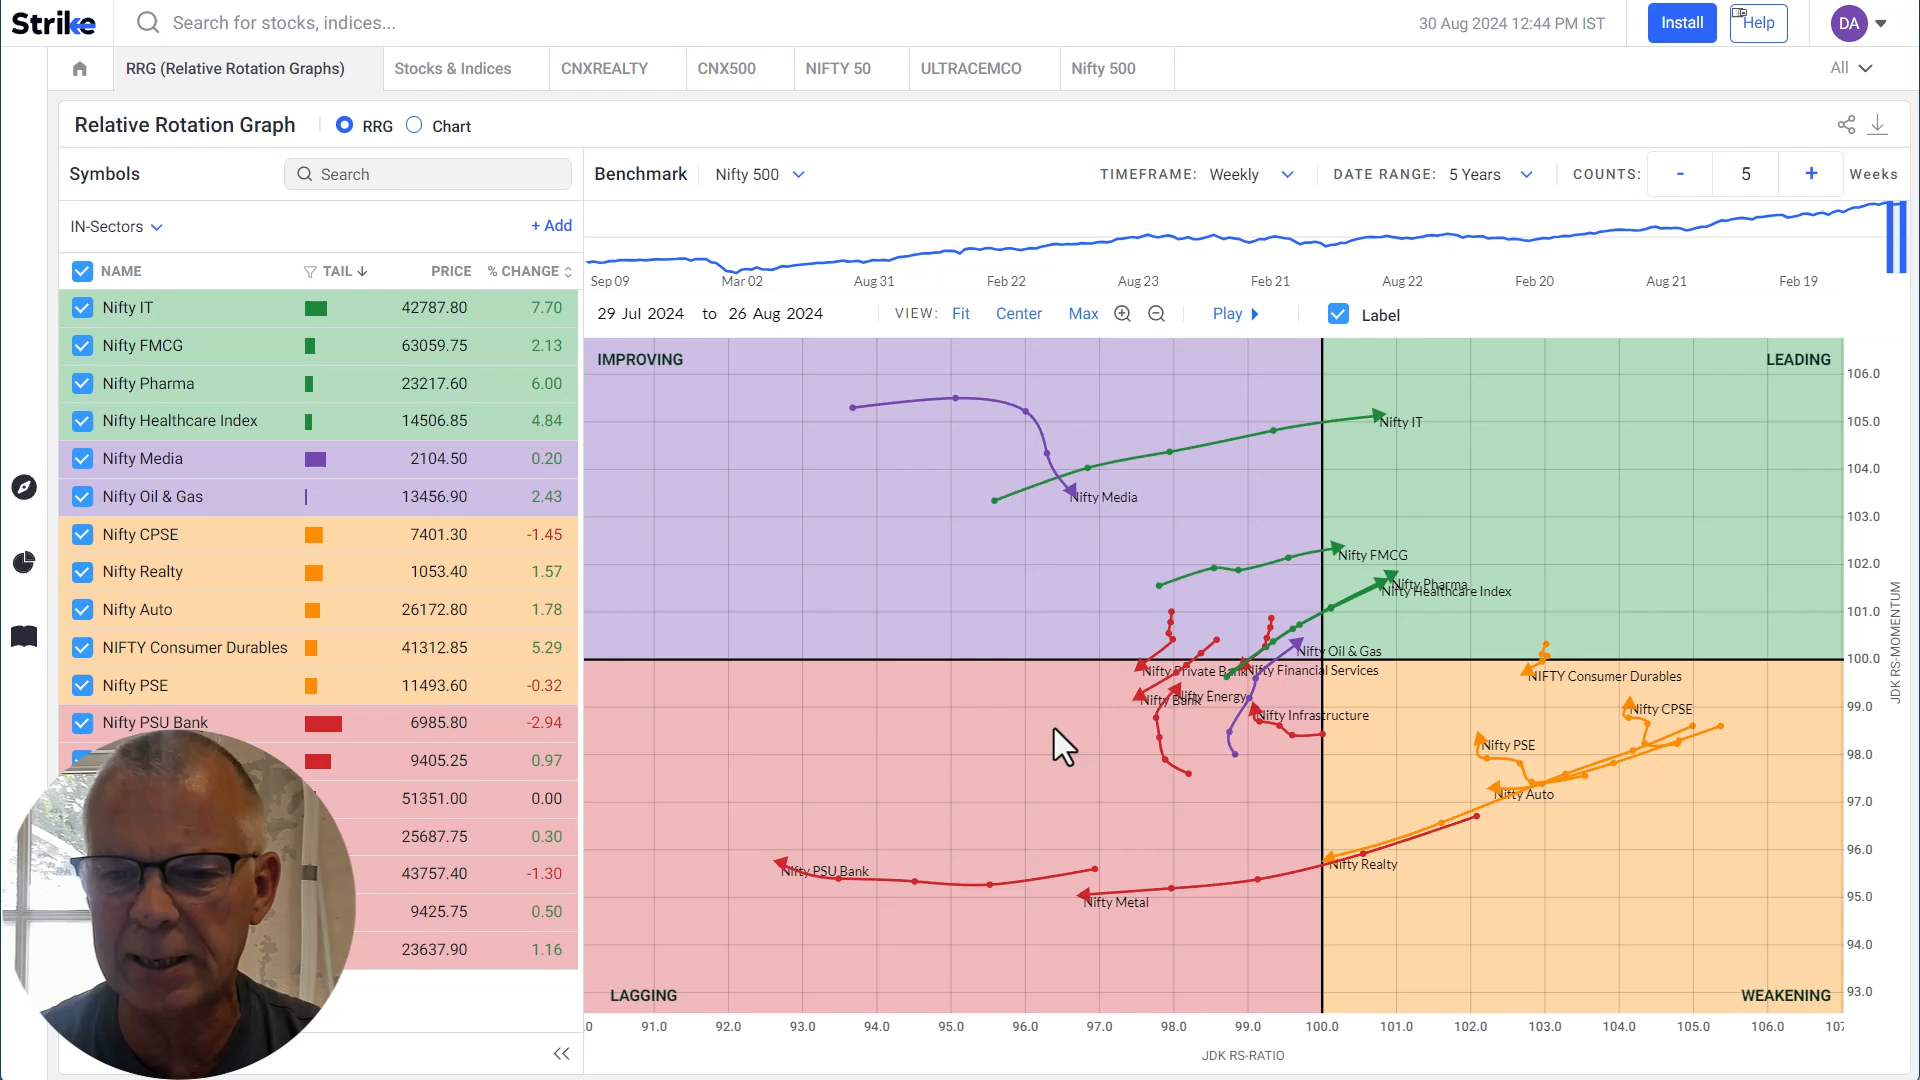 Strike
Search for stocks, indices...
30 Aug 2024 12:44 PM IST
Install
Help
DA
RRG (Relative Rotation Graphs)
Stocks & Indices
CNXREALTY
CNX500
NIFTY 50
ULTRACEMCO
Nifty 500
All
Relative Rotation Graph
RRG
Chart
Symbols
Search
Benchmark
Nifty 500
TIMEFRAME: Weekly
DATE RANGE: 5 Years
COUNTS: - 5 + Weeks
IN-Sectors
+ Add
NAME TAIL PRICE % CHANGE
Nifty IT 42787.80 7.70
Nifty FMCG 63059.75 2.13
Nifty Pharma 23217.60 6.00
Nifty Healthcare Index 14506.85 4.84
Nifty Media 2104.50 0.20
Nifty Oil & Gas 13456.90 2.43
Nifty CPSE 7401.30 -1.45
Nifty Realty 1053.40 1.57
Nifty Auto 26172.80 1.78
NIFTY Consumer Durables 41312.85 5.29
Nifty PSE 11493.60 -0.32
Nifty PSU Bank 6985.80 -2.94
9405.25 0.97
51351.00 0.00
25687.75 0.30
43757.40 -1.30
9425.75 0.50
23637.90 1.16
Sep 09 Mar 02 Aug 31 Feb 22 Aug 23 Feb 21 Aug 22 Feb 20 Aug 21 Feb 19
29 Jul 2024 to 26 Aug 2024
VIEW: Fit Center Max
Play
Label
IMPROVING
LEADING
Nifty IT
Nifty Media
Nifty FMCG
Nifty Pharma
Nifty Healthcare Index
Nifty Oil & Gas
Nifty Private Bank
Nifty Financial Services
NIFTY Consumer Durables
Nifty Energy
Nifty Bank
Nifty Infrastructure
Nifty CPSE
Nifty PSE
Nifty Auto
Nifty Realty
Nifty PSU Bank
Nifty Metal
LAGGING
WEAKENING
106.0
105.0
104.0
103.0
102.0
101.0
100.0
99.0
98.0
97.0
96.0
95.0
94.0
93.0
JDK RS-MOMENTUM
.0 91.0 92.0 93.0 94.0 95.0 96.0 97.0 98.0 99.0 100.0 101.0 102.0 103.0 104.0 105.0 106.0 107
JDK RS-RATIO